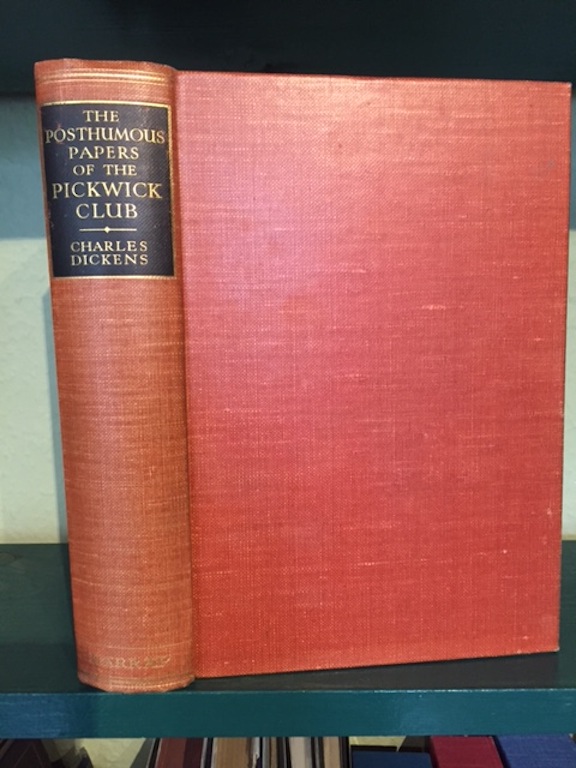 THE
POSTHUMOUS
PAPERS
OF THE
PICKWICK
CLUB
CHARLES
DICKENS